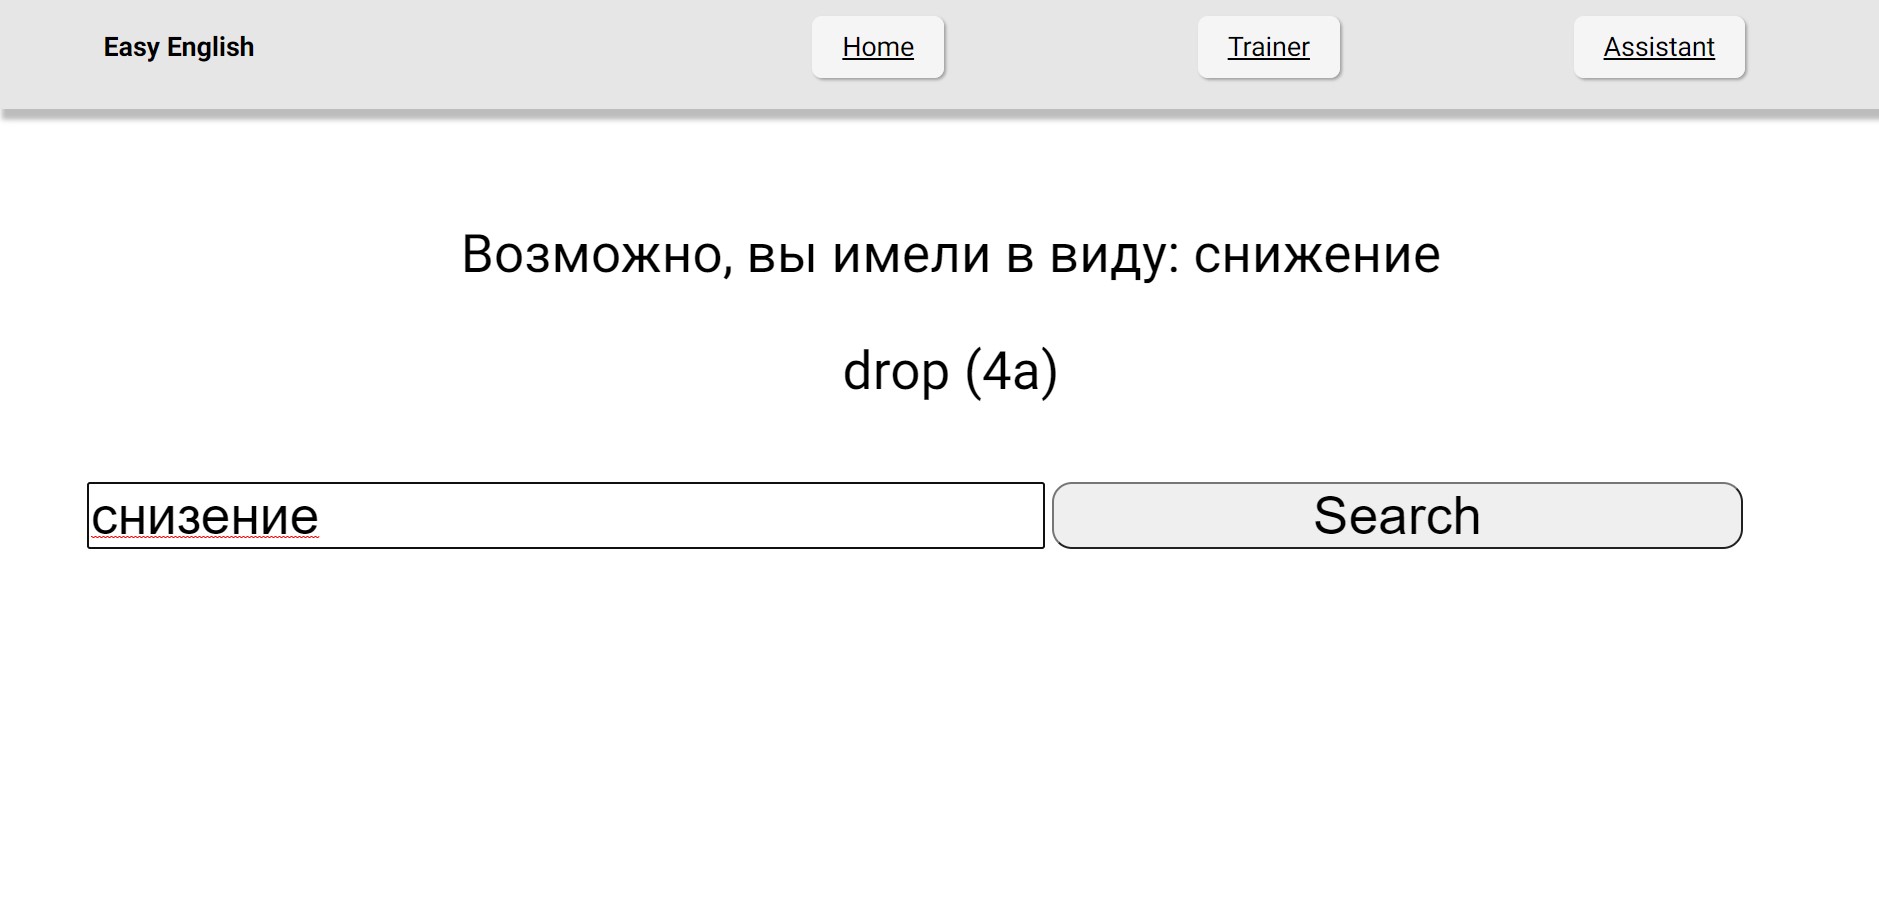 Easy English Home Trainer Assistant
Возможно, вы имели в виду: снижение
drop (4a)
снизение Search